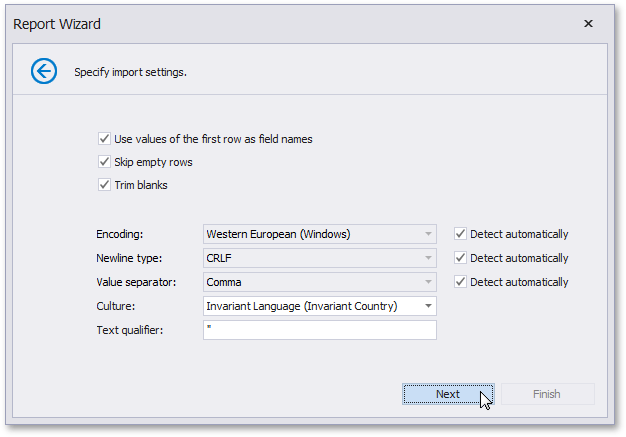 Report Wizard
Specify import settings.
Use values of the first row as field names
Skip empty rows
Trim blanks
Encoding: Western European (Windows) Detect automatically
Newline type: CRLF Detect automatically
Value separator: Comma Detect automatically
Culture: Invariant Language (Invariant Country)
Text qualifier: "
Next Finish